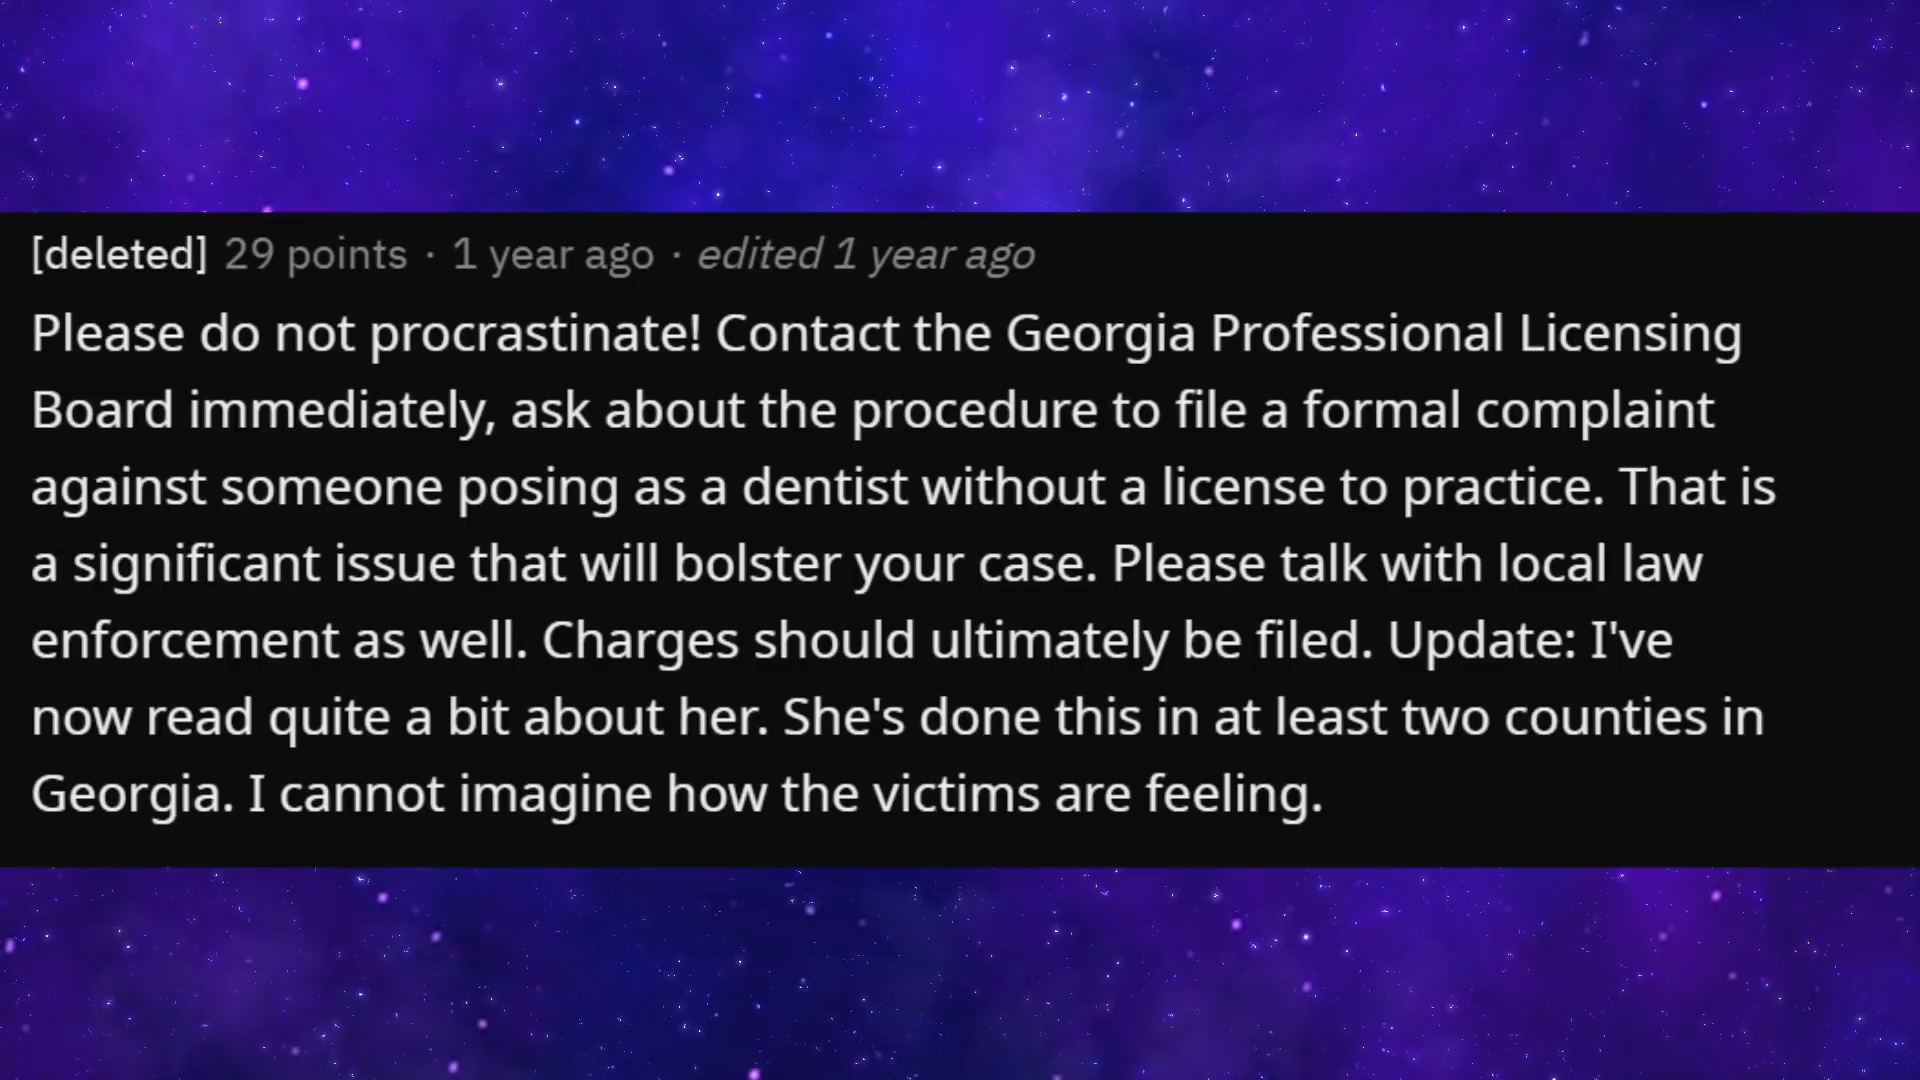 [deleted] 29 points · 1 year ago · edited 1 year ago
Please do not procrastinate! Contact the Georgia Professional Licensing
Board immediately, ask about the procedure to file a formal complaint
against someone posing as a dentist without a license to practice. That is
a significant issue that will bolster your case. Please talk with local law
enforcement as well. Charges should ultimately be filed. Update: I've
now read quite a bit about her. She's done this in at least two counties in
Georgia. I cannot imagine how the victims are feeling.